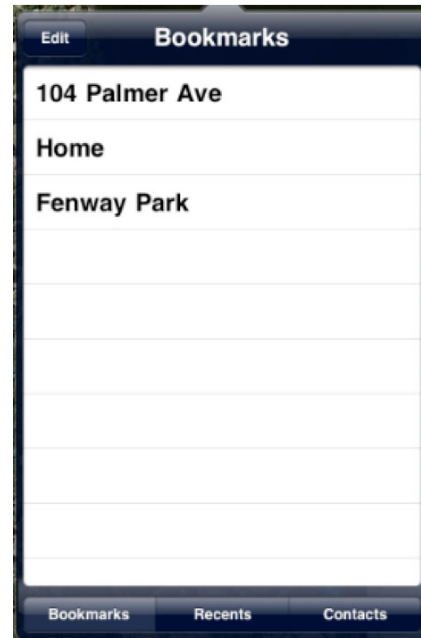 Edit Bookmarks
104 Palmer Ave
Home
Fenway Park
Bookmarks Recents Contacts